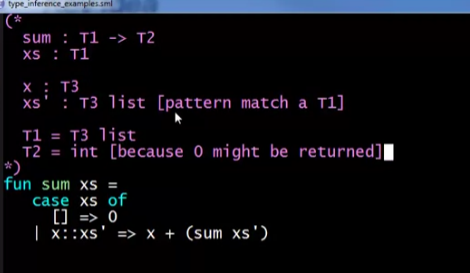 type_inference_examples.sml
(*
sum : T1 -> T2
xs : T1
x : T3
xs' : T3 list [pattern match a T1]
T1 = T3 list
T2 = int [because 0 might be returned]
*)
fun sum xs =
case xs of
[] => 0
| x::xs' => x + (sum xs')